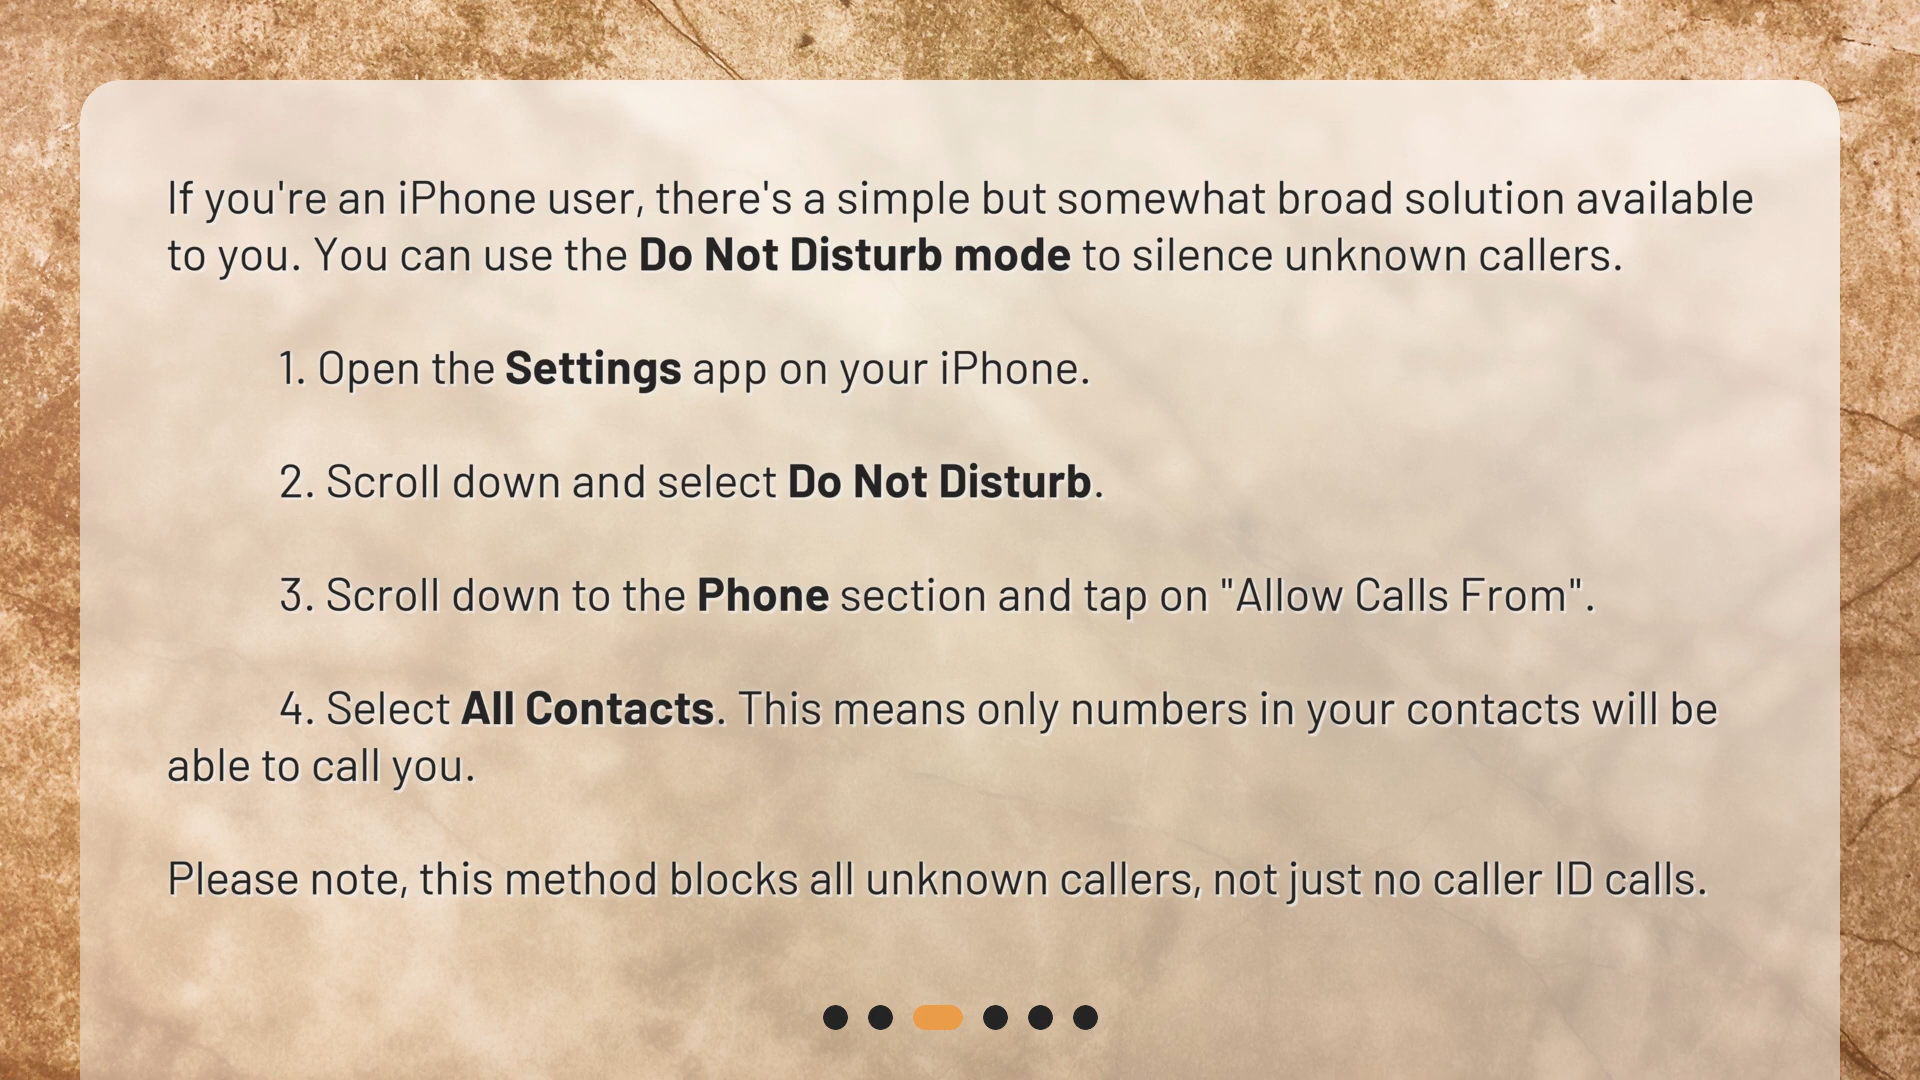 If you're an iPhone user, there's a simple but somewhat broad solution available
to you. You can use the Do Not Disturb mode to silence unknown callers.
1. Open the Settings app on your iPhone.
2. Scroll down and select Do Not Disturb.
3. Scroll down to the Phone section and tap on "Allow Calls From".
4. Select All Contacts. This means only numbers in your contacts will be
able to call you.
Please note, this method blocks all unknown callers, not just no caller ID calls.